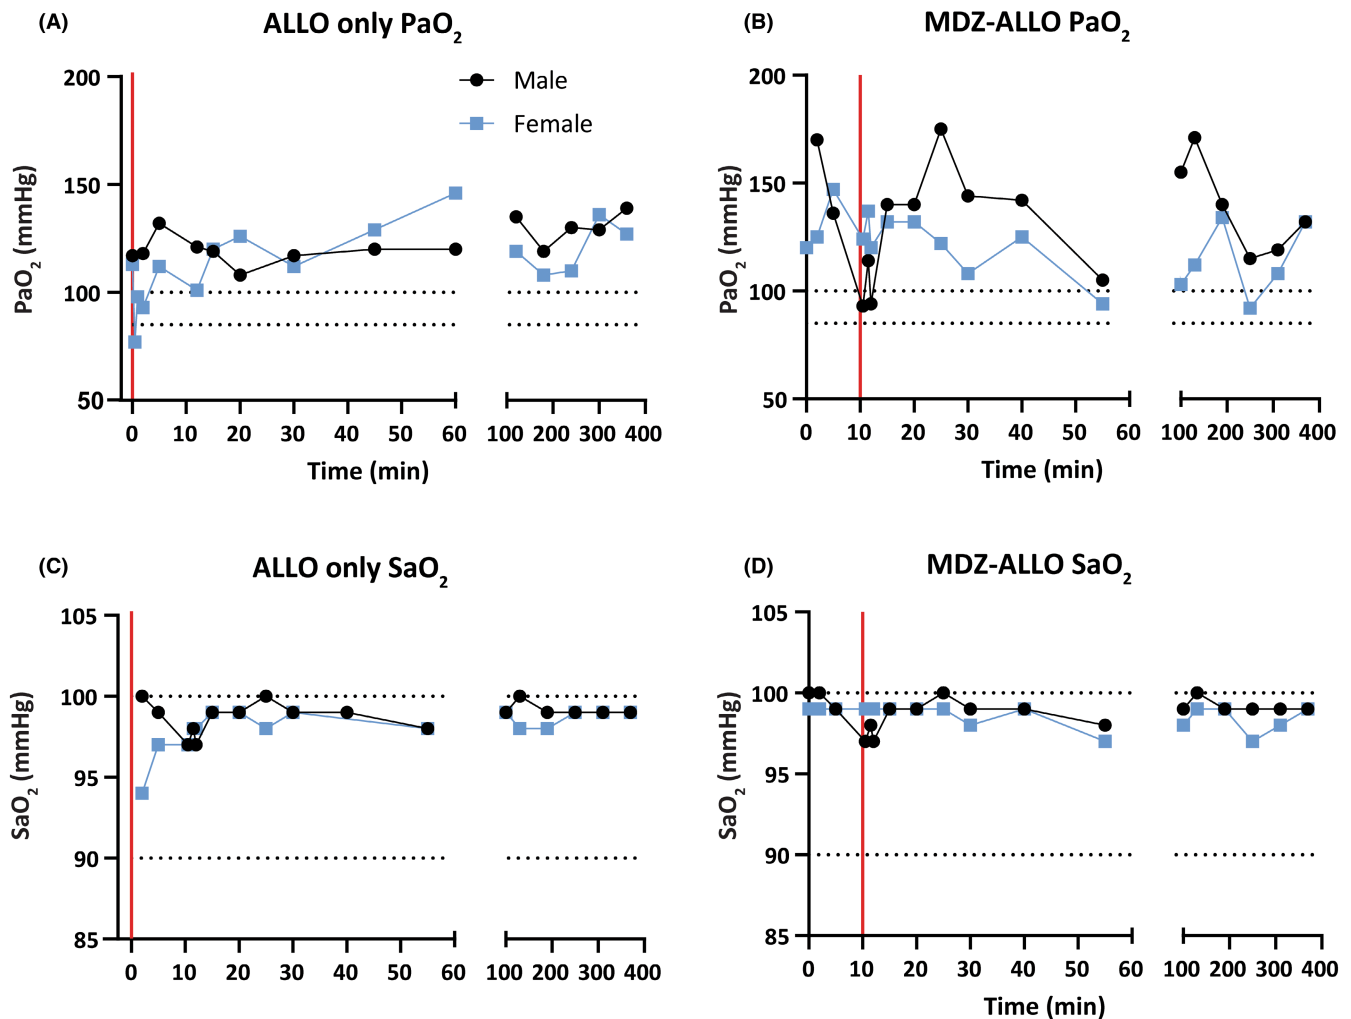 (A)
ALLO only PaO2
200
150
100
50
PaO2 (mmHg)
Male
Female
0 10 20 30 40 50 60 100 200 300 400
Time (min)
(B)
MDZ-ALLO PaO2
200
150
100
50
PaO2 (mmHg)
0 10 20 30 40 50 60 100 200 300 400
Time (min)
(C)
ALLO only SaO2
105
100
95
90
85
SaO2 (mmHg)
0 10 20 30 40 50 60 100 200 300 400
(D)
MDZ-ALLO SaO2
105
100
95
90
85
SaO2 (mmHg)
0 10 20 30 40 50 60 100 200 300 400
Time (min)